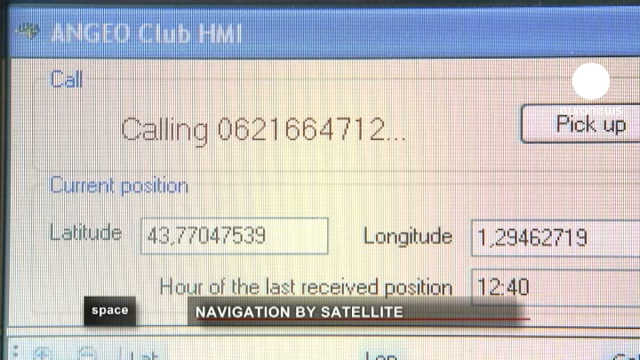 ANGEO Club HMI
Call
euronews
Calling 0621664712...
Pick up
Current position
Latitude 43,77047539 Longitude 1,29462719
Hour of the last received position 12:40
space NAVIGATION BY SATELLITE
Lat Lon